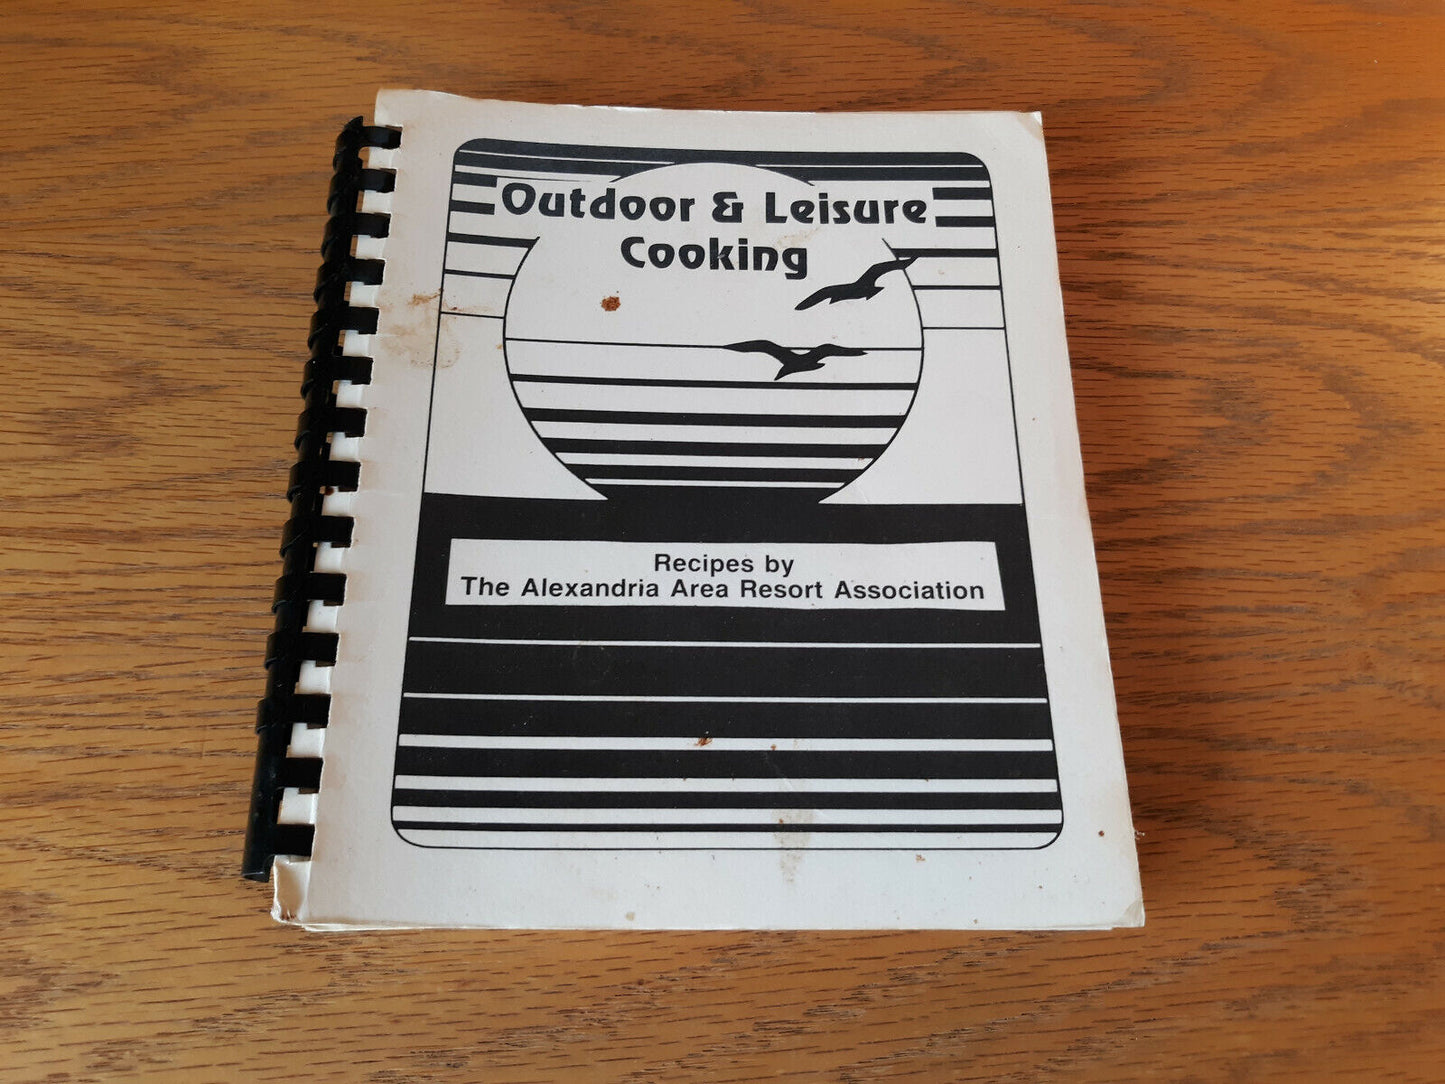 Outdoor & Leisure
Cooking
Recipes by
The Alexandria Area Resort Association